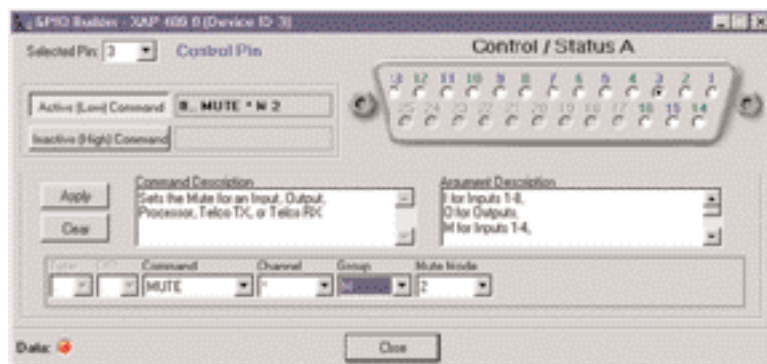 GPIO Builder - XAP 400 0 (Device ID 3)
Selected Pin: 3 Control Pin
Control / Status A
13 12 11 10 9 8 7 6 5 4 3 2 1
25 24 23 22 21 20 19 18 17 16 15 14
Active (Low) Command MUTE *
Inactive (High) Command
Apply
Clear
Command Description
Sets the Mute for an Input, Output,
Processor, Telco TX, or Telco RX
Argument Description
I for Inputs 1-8,
O for Outputs,
M for Inputs 1-4,
Command Channel Group Mute Mode
MUTE * 2
Data:
Close